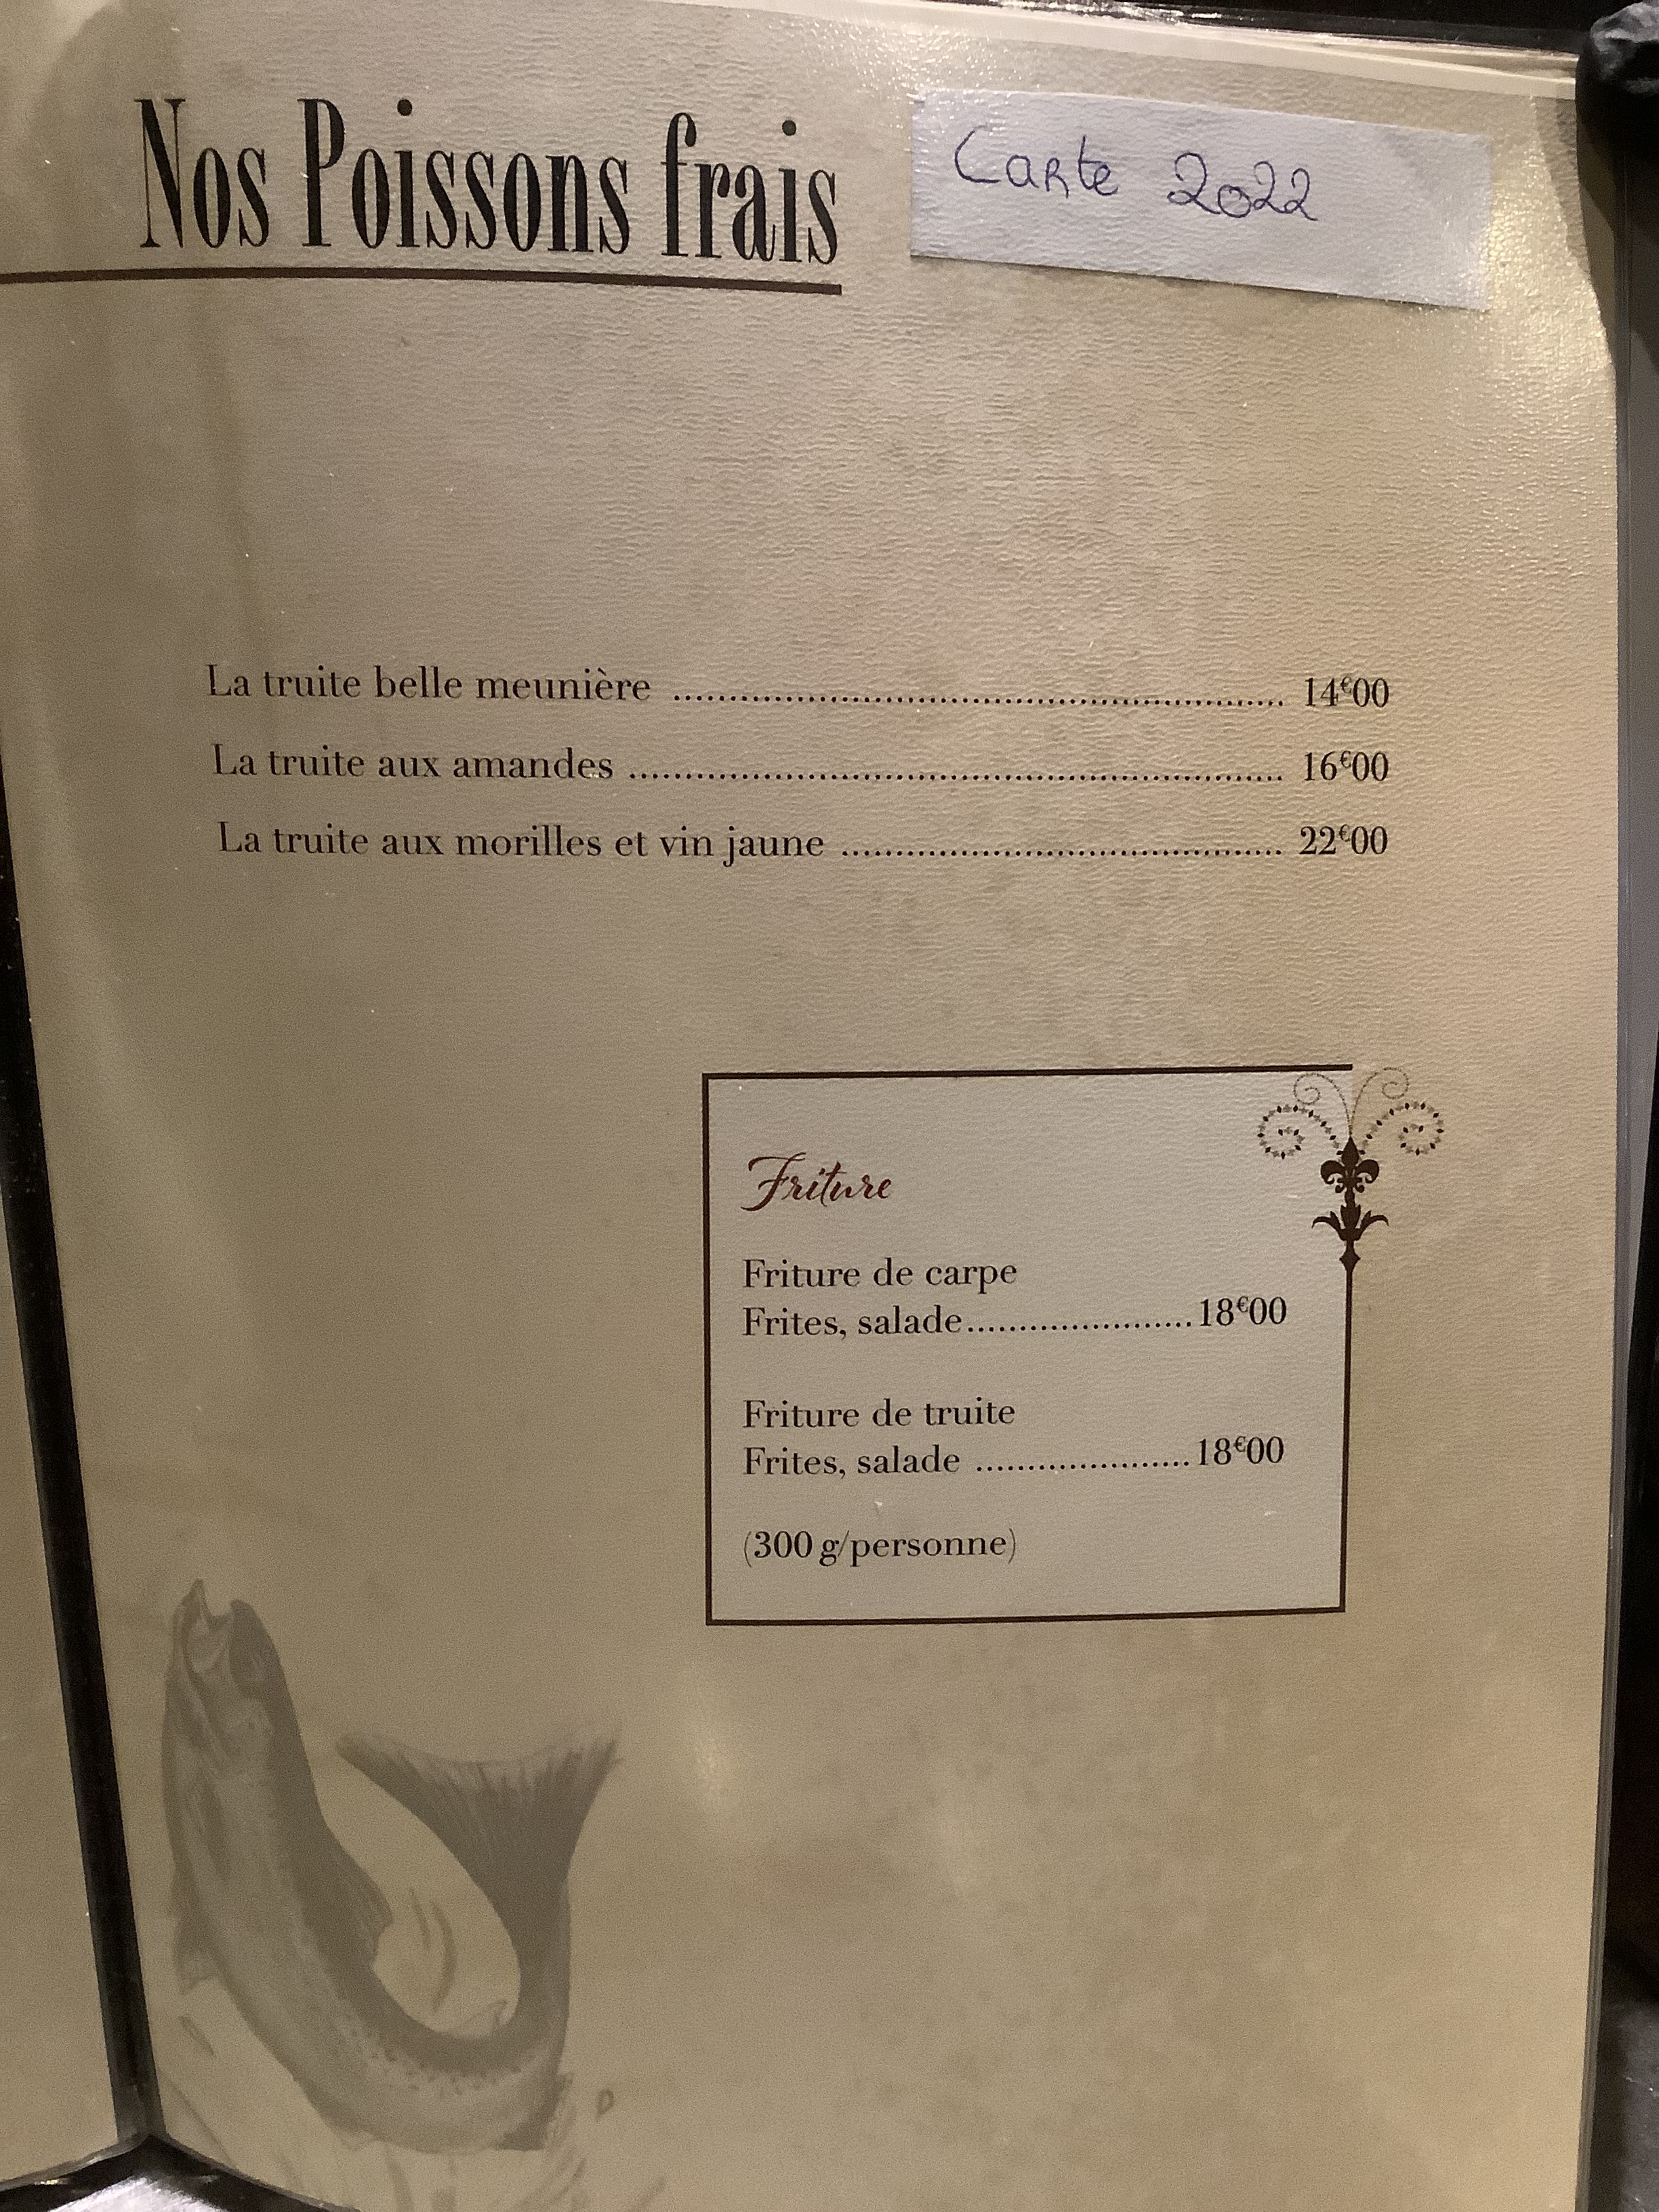 Nos Poissons frais
Carte 2022
La truite belle meunière ........................................................................ 14€00
La truite aux amandes ........................................................................ 16€00
La truite aux morilles et vin jaune ................................................ 22€00
Friture
Friture de carpe
Frites, salade..........................18€00
Friture de truite
Frites, salade .........................18€00
(300 g/personne)